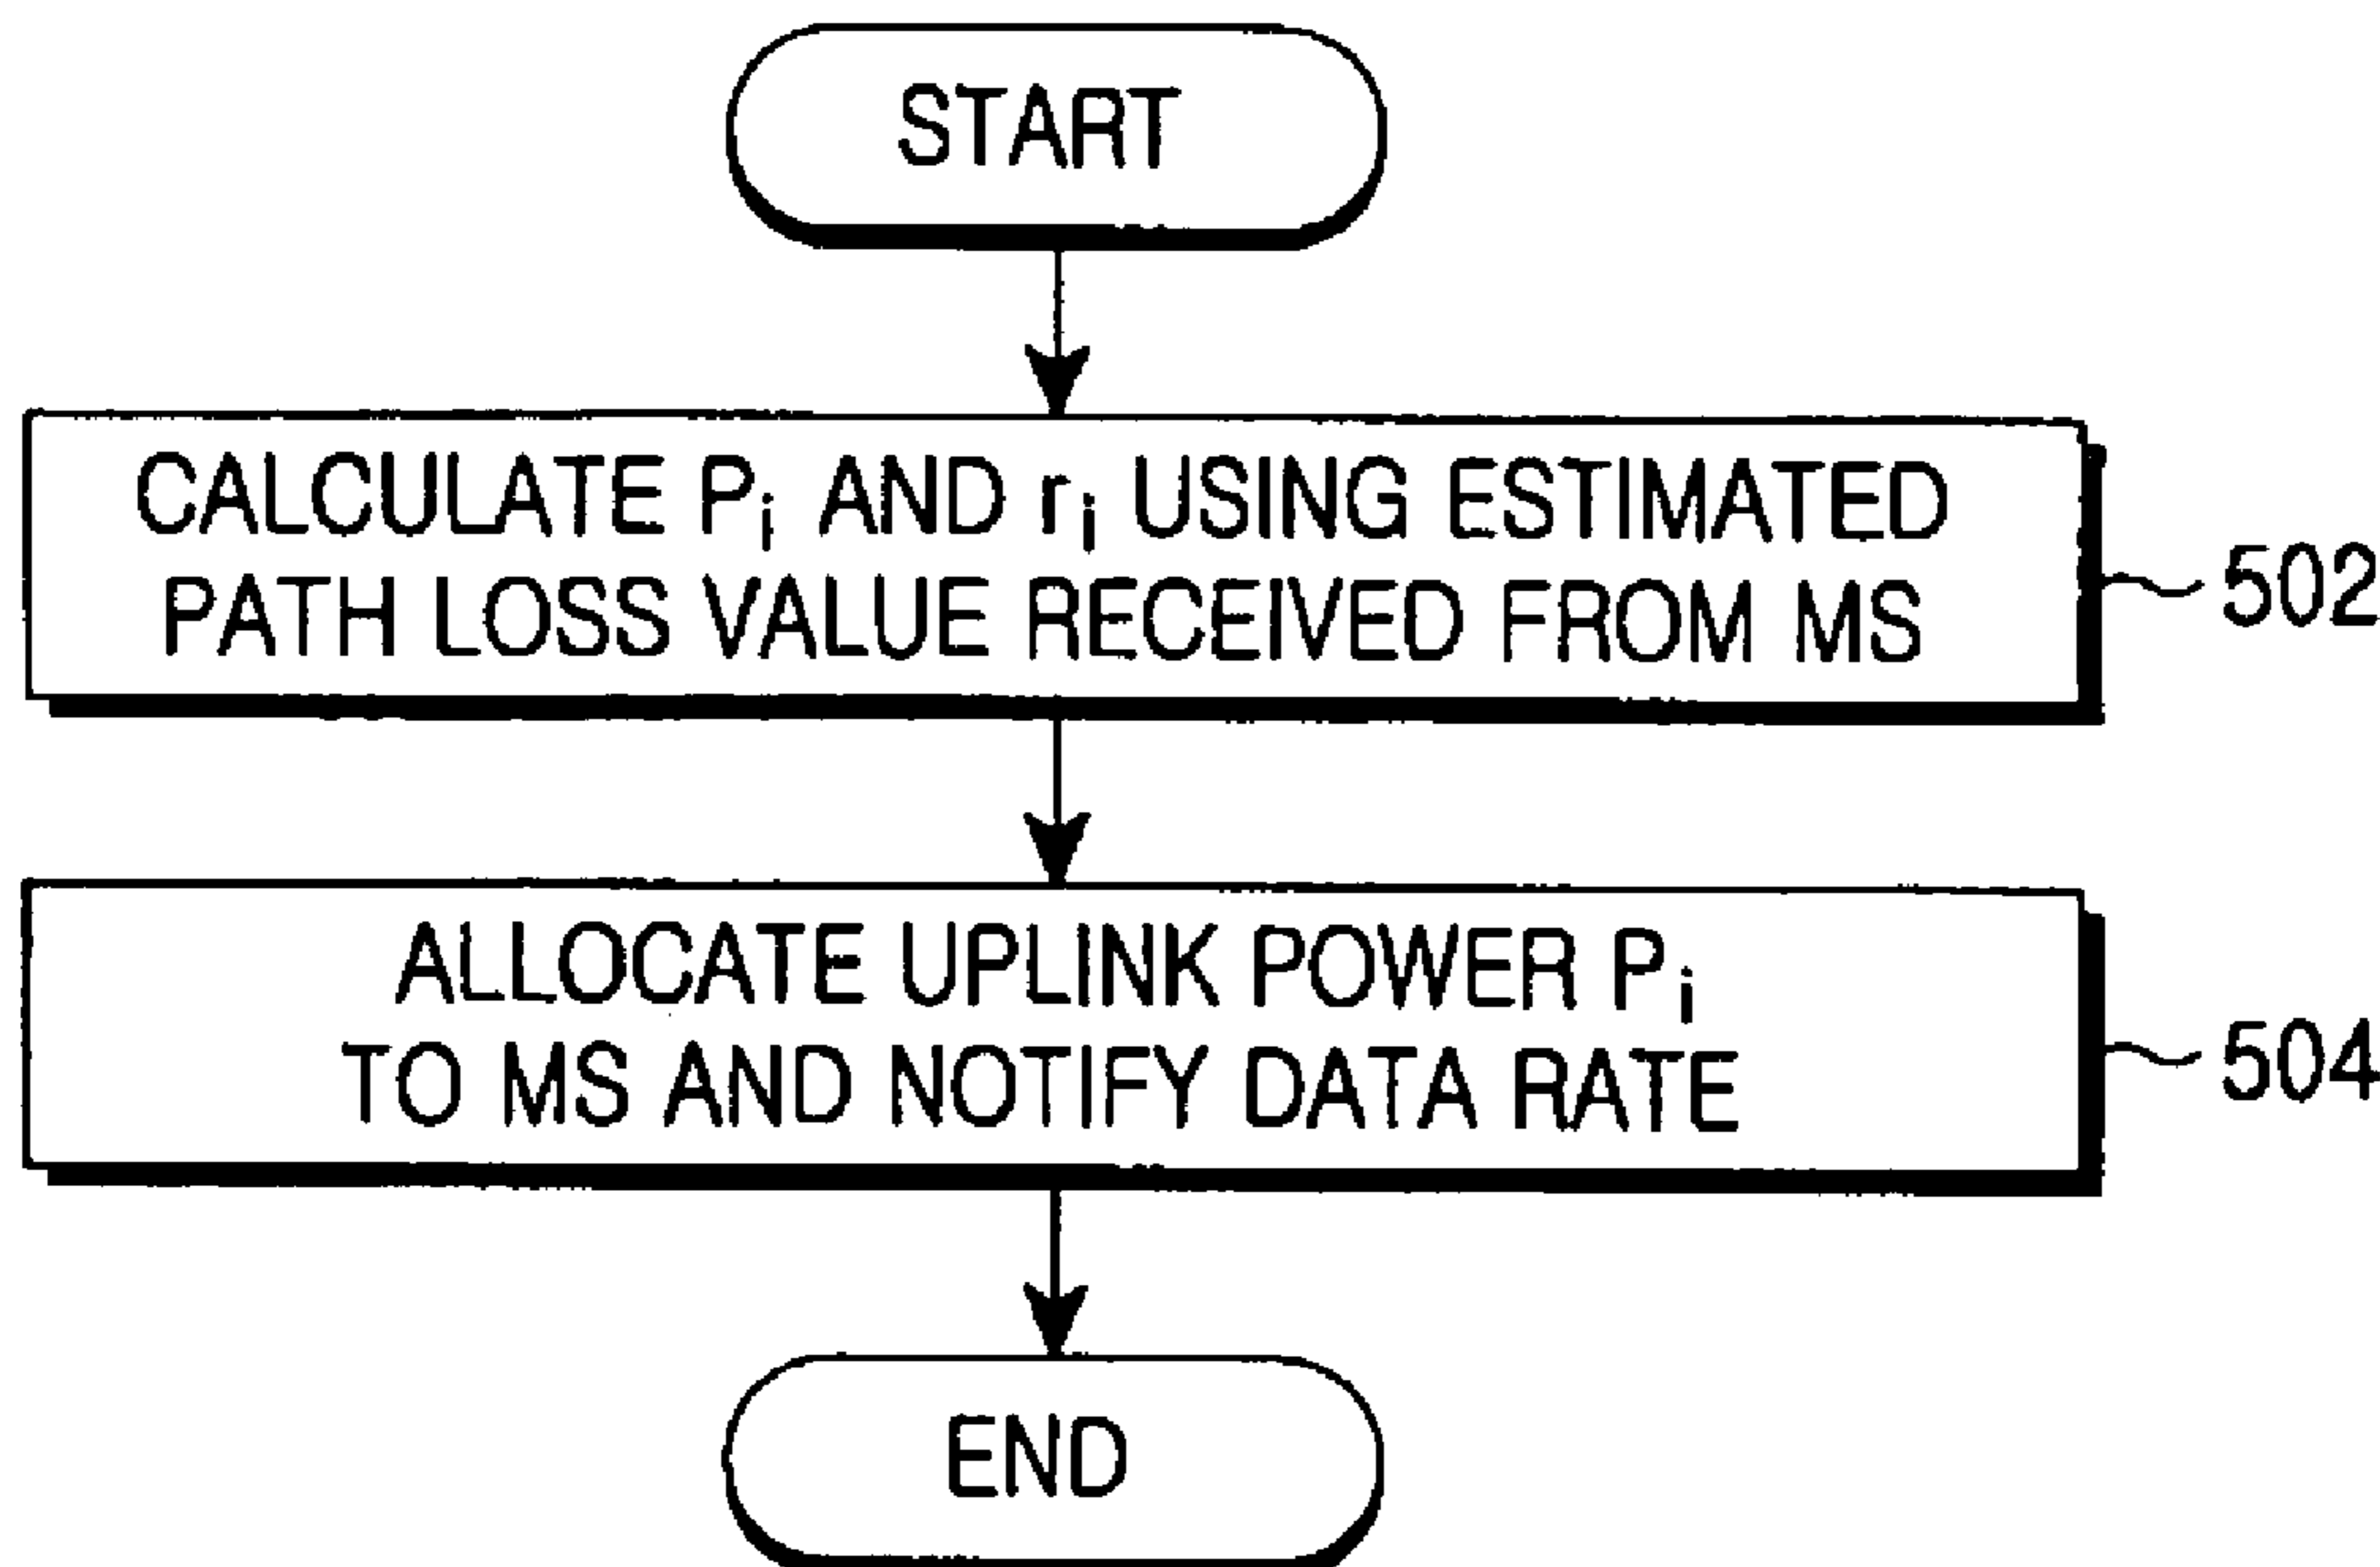 START
CALCULATE Pi AND ri USING ESTIMATED
PATH LOSS VALUE RECEIVED FROM MS
502
ALLOCATE UPLINK POWER Pi
TO MS AND NOTIFY DATA RATE
504
END